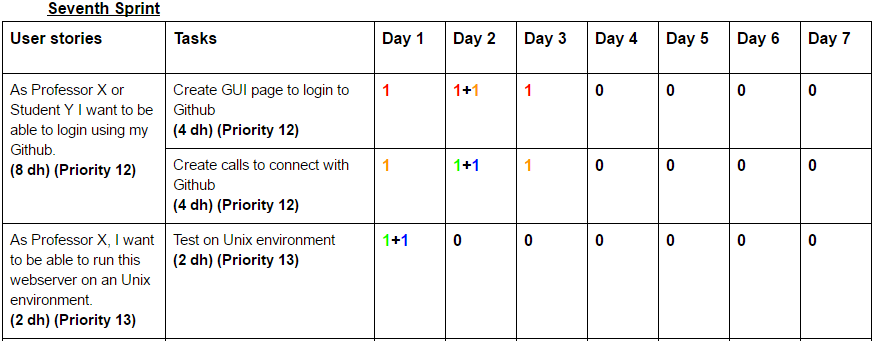 Seventh Sprint
User stories Tasks Day 1 Day 2 Day 3 Day 4 Day 5 Day 6 Day 7
As Professor X or
Student Y I want to be
able to login using my
Github.
(8 dh) (Priority 12)
Create GUI page to login to
Github
(4 dh) (Priority 12)
1 1+1 1 0 0 0 0
Create calls to connect with
Github
(4 dh) (Priority 12)
1 1+1 1 0 0 0 0
As Professor X, I want
to be able to run this
webserver on an Unix
environment.
(2 dh) (Priority 13)
Test on Unix environment
(2 dh) (Priority 13)
1+1 0 0 0 0 0 0